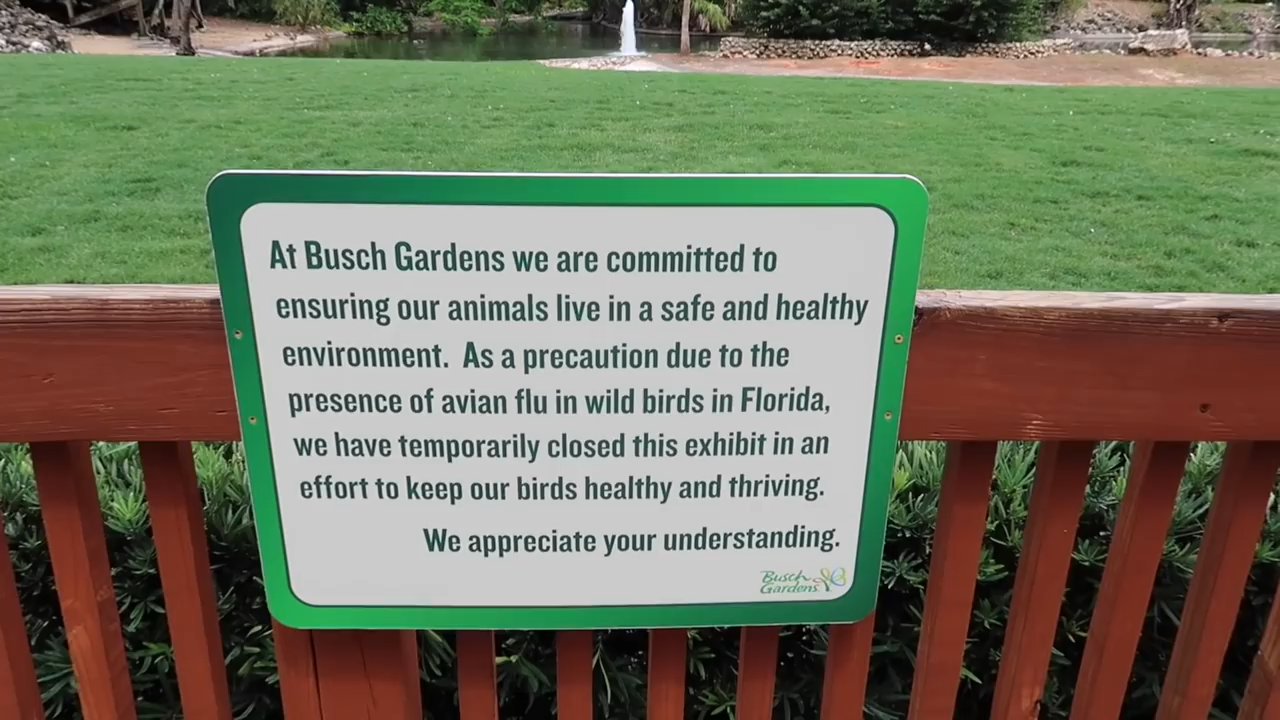 At Busch Gardens we are committed to
ensuring our animals live in a safe and healthy
environment. As a precaution due to the
presence of avian flu in wild birds in Florida,
we have temporarily closed this exhibit in an
effort to keep our birds healthy and thriving.
We appreciate your understanding.
Busch
Gardens